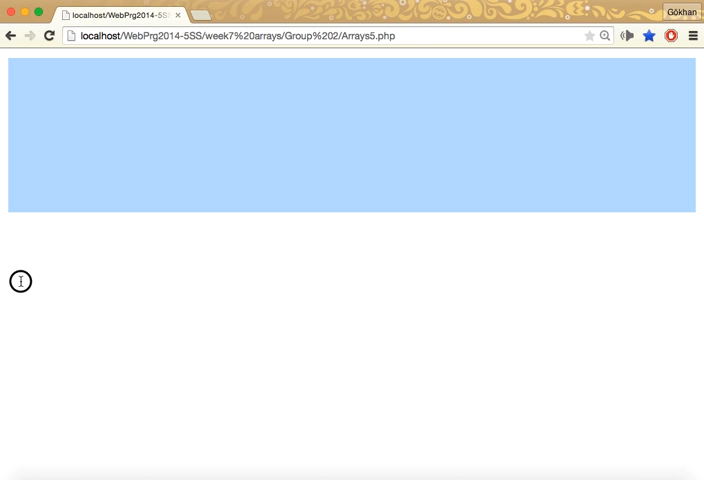 localhost/WebPrg2014-5S
Gökhan
localhost/WebPrg2014-5SS/week7%20arrays/Group%202/Arrays5.php